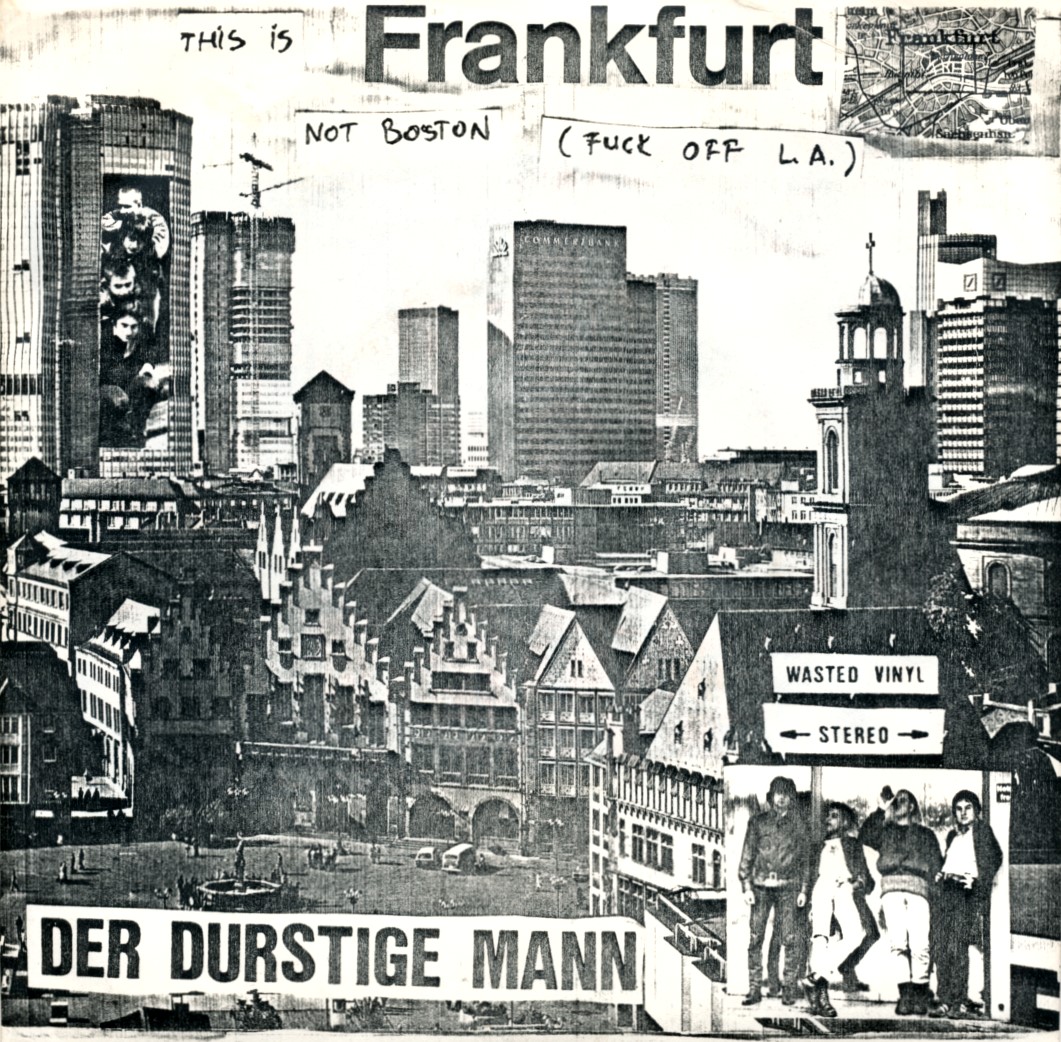 THIS IS
Frankfurt
Frankfurt
NOT BOSTON
(FUCK OFF L.A.)
COMMERZBANK
WASTED VINYL
← STEREO →
DER DURSTIGE MANN